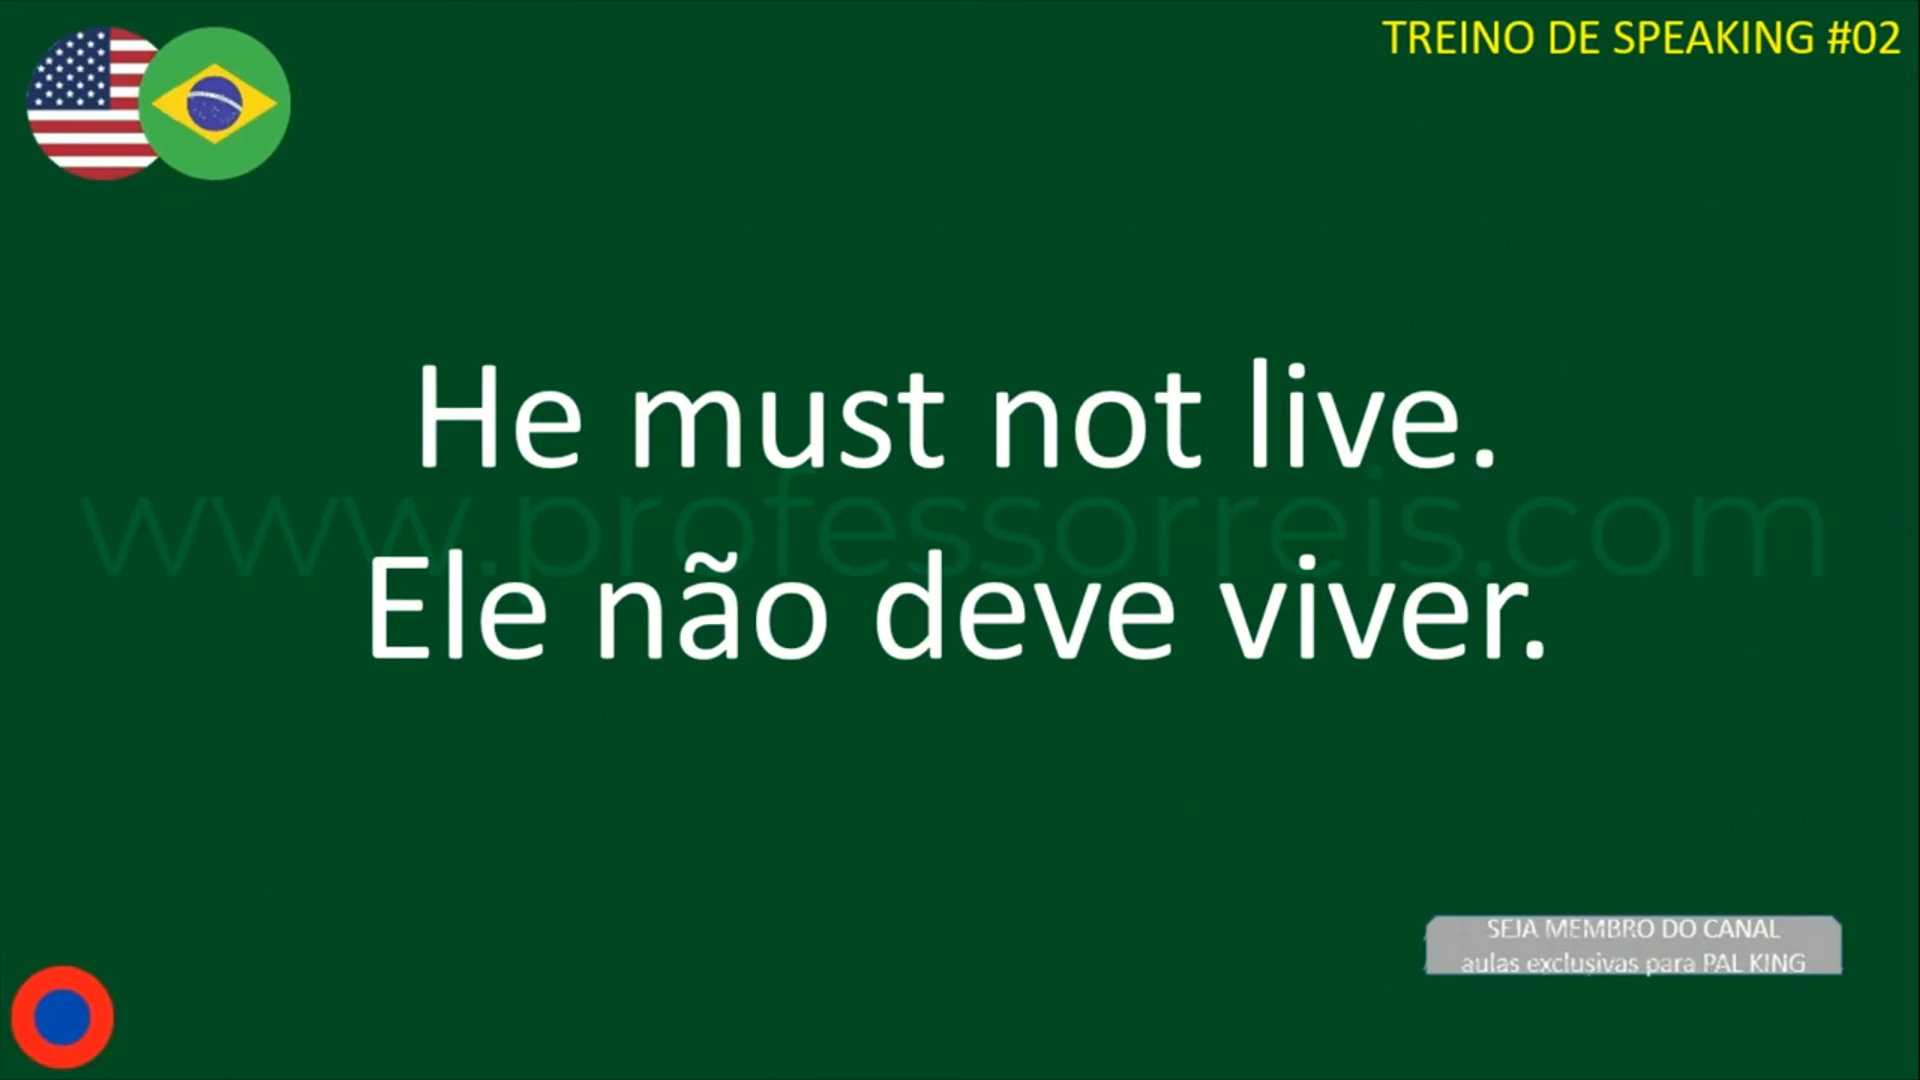 TREINO DE SPEAKING #02
He must not live.
www.professorreis.com
Ele não deve viver.
SEJA MEMBRO DO CANAL
aulas exclusivas para PAL KING